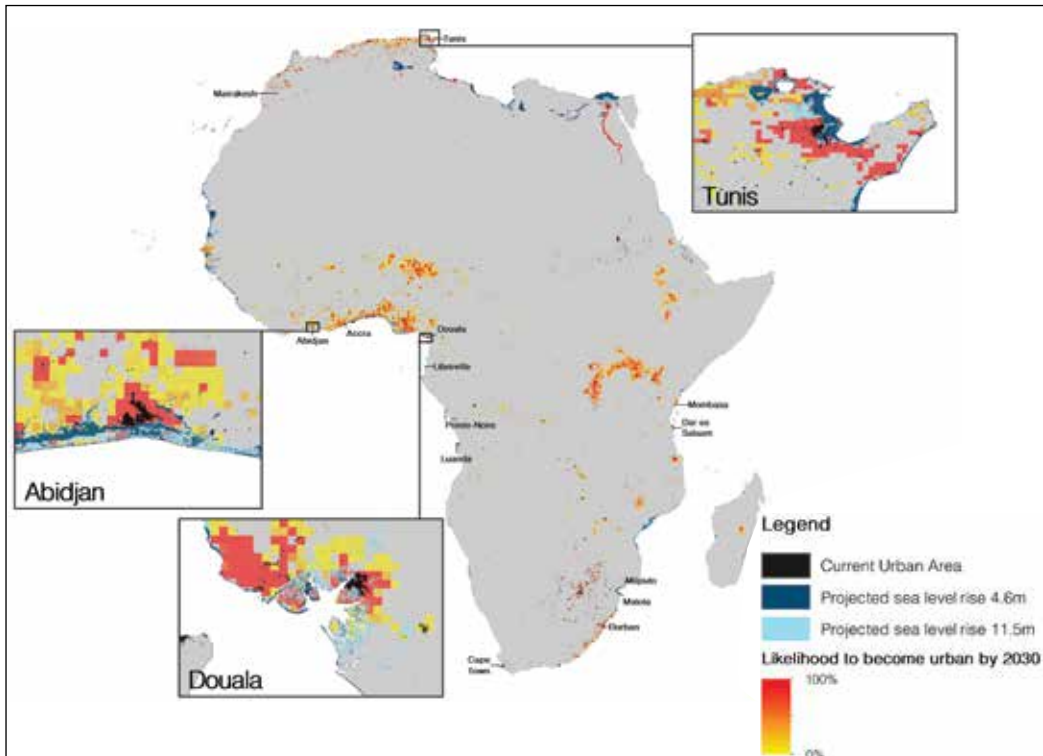 Tunis
Marrakesh
Tunis
Abidjan
Accra
Douala
Libreville
Mombasa
Dar es
Salaam
Pointe-Noire
Luanda
Abidjan
Maputo
Matola
Durban
Cape
Town
Douala
Legend
Current Urban Area
Projected sea level rise 4.6m
Projected sea level rise 11.5m
Likelihood to become urban by 2030
100%
0%